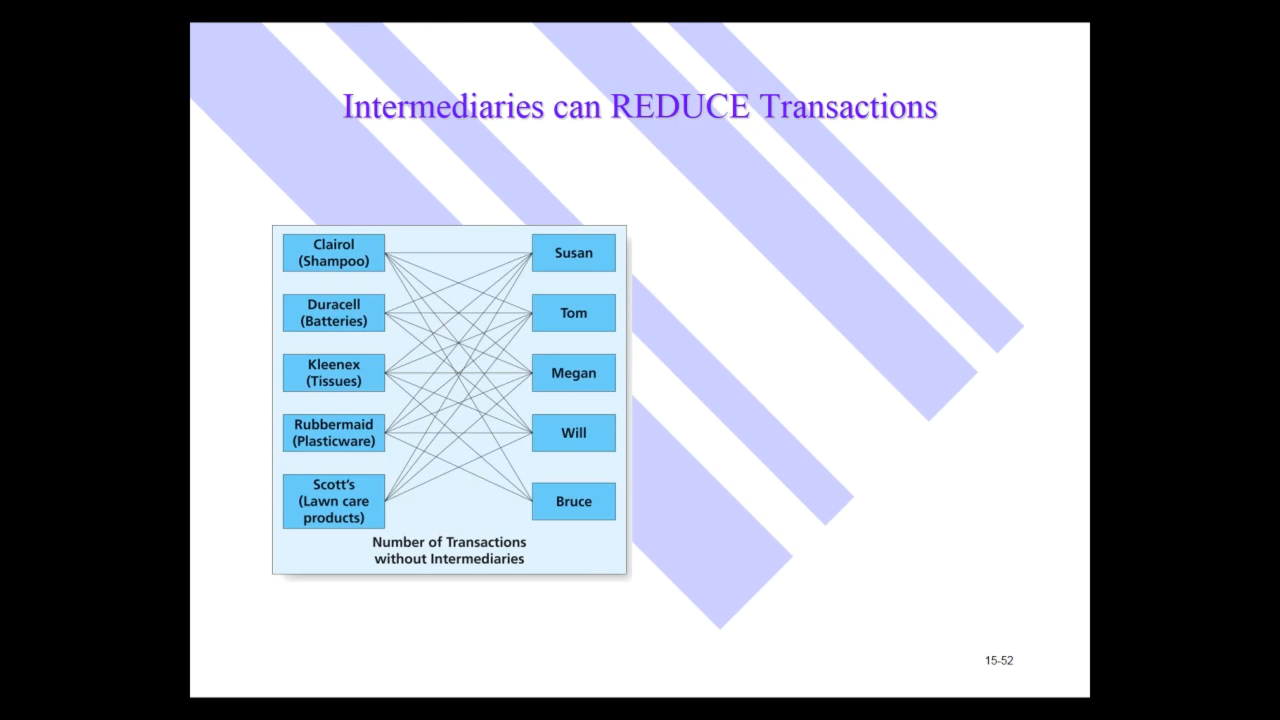 Intermediaries can REDUCE Transactions
Clairol
(Shampoo)
Susan
Duracell
(Batteries)
Tom
Kleenex
(Tissues)
Megan
Rubbermaid
(Plasticware)
Will
Scott's
(Lawn care
products)
Bruce
Number of Transactions
without Intermediaries
15-52